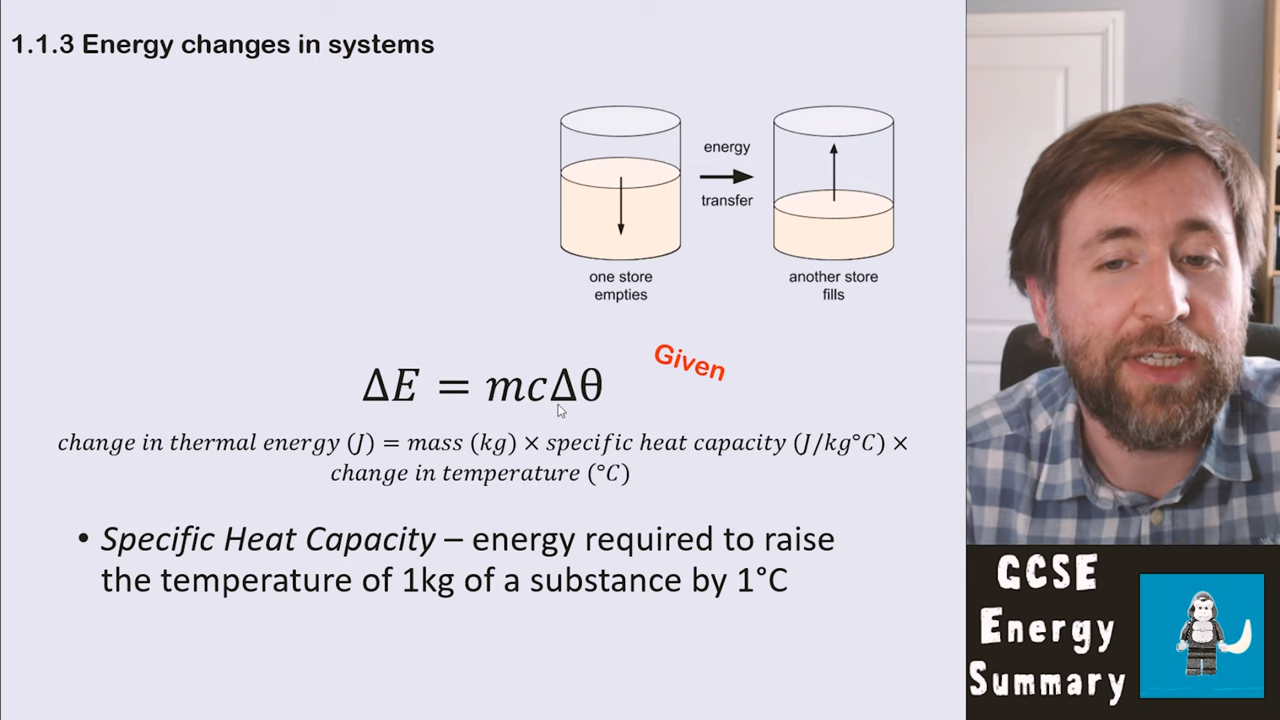 1.1.3 Energy changes in systems
energy
transfer
one store
empties
another store
fills
Given
ΔE = mcΔθ
change in thermal energy (J) = mass (kg) × specific heat capacity (J/kg°C) ×
change in temperature (°C)
• Specific Heat Capacity – energy required to raise
the temperature of 1kg of a substance by 1°C
GCSE
Energy
Summary